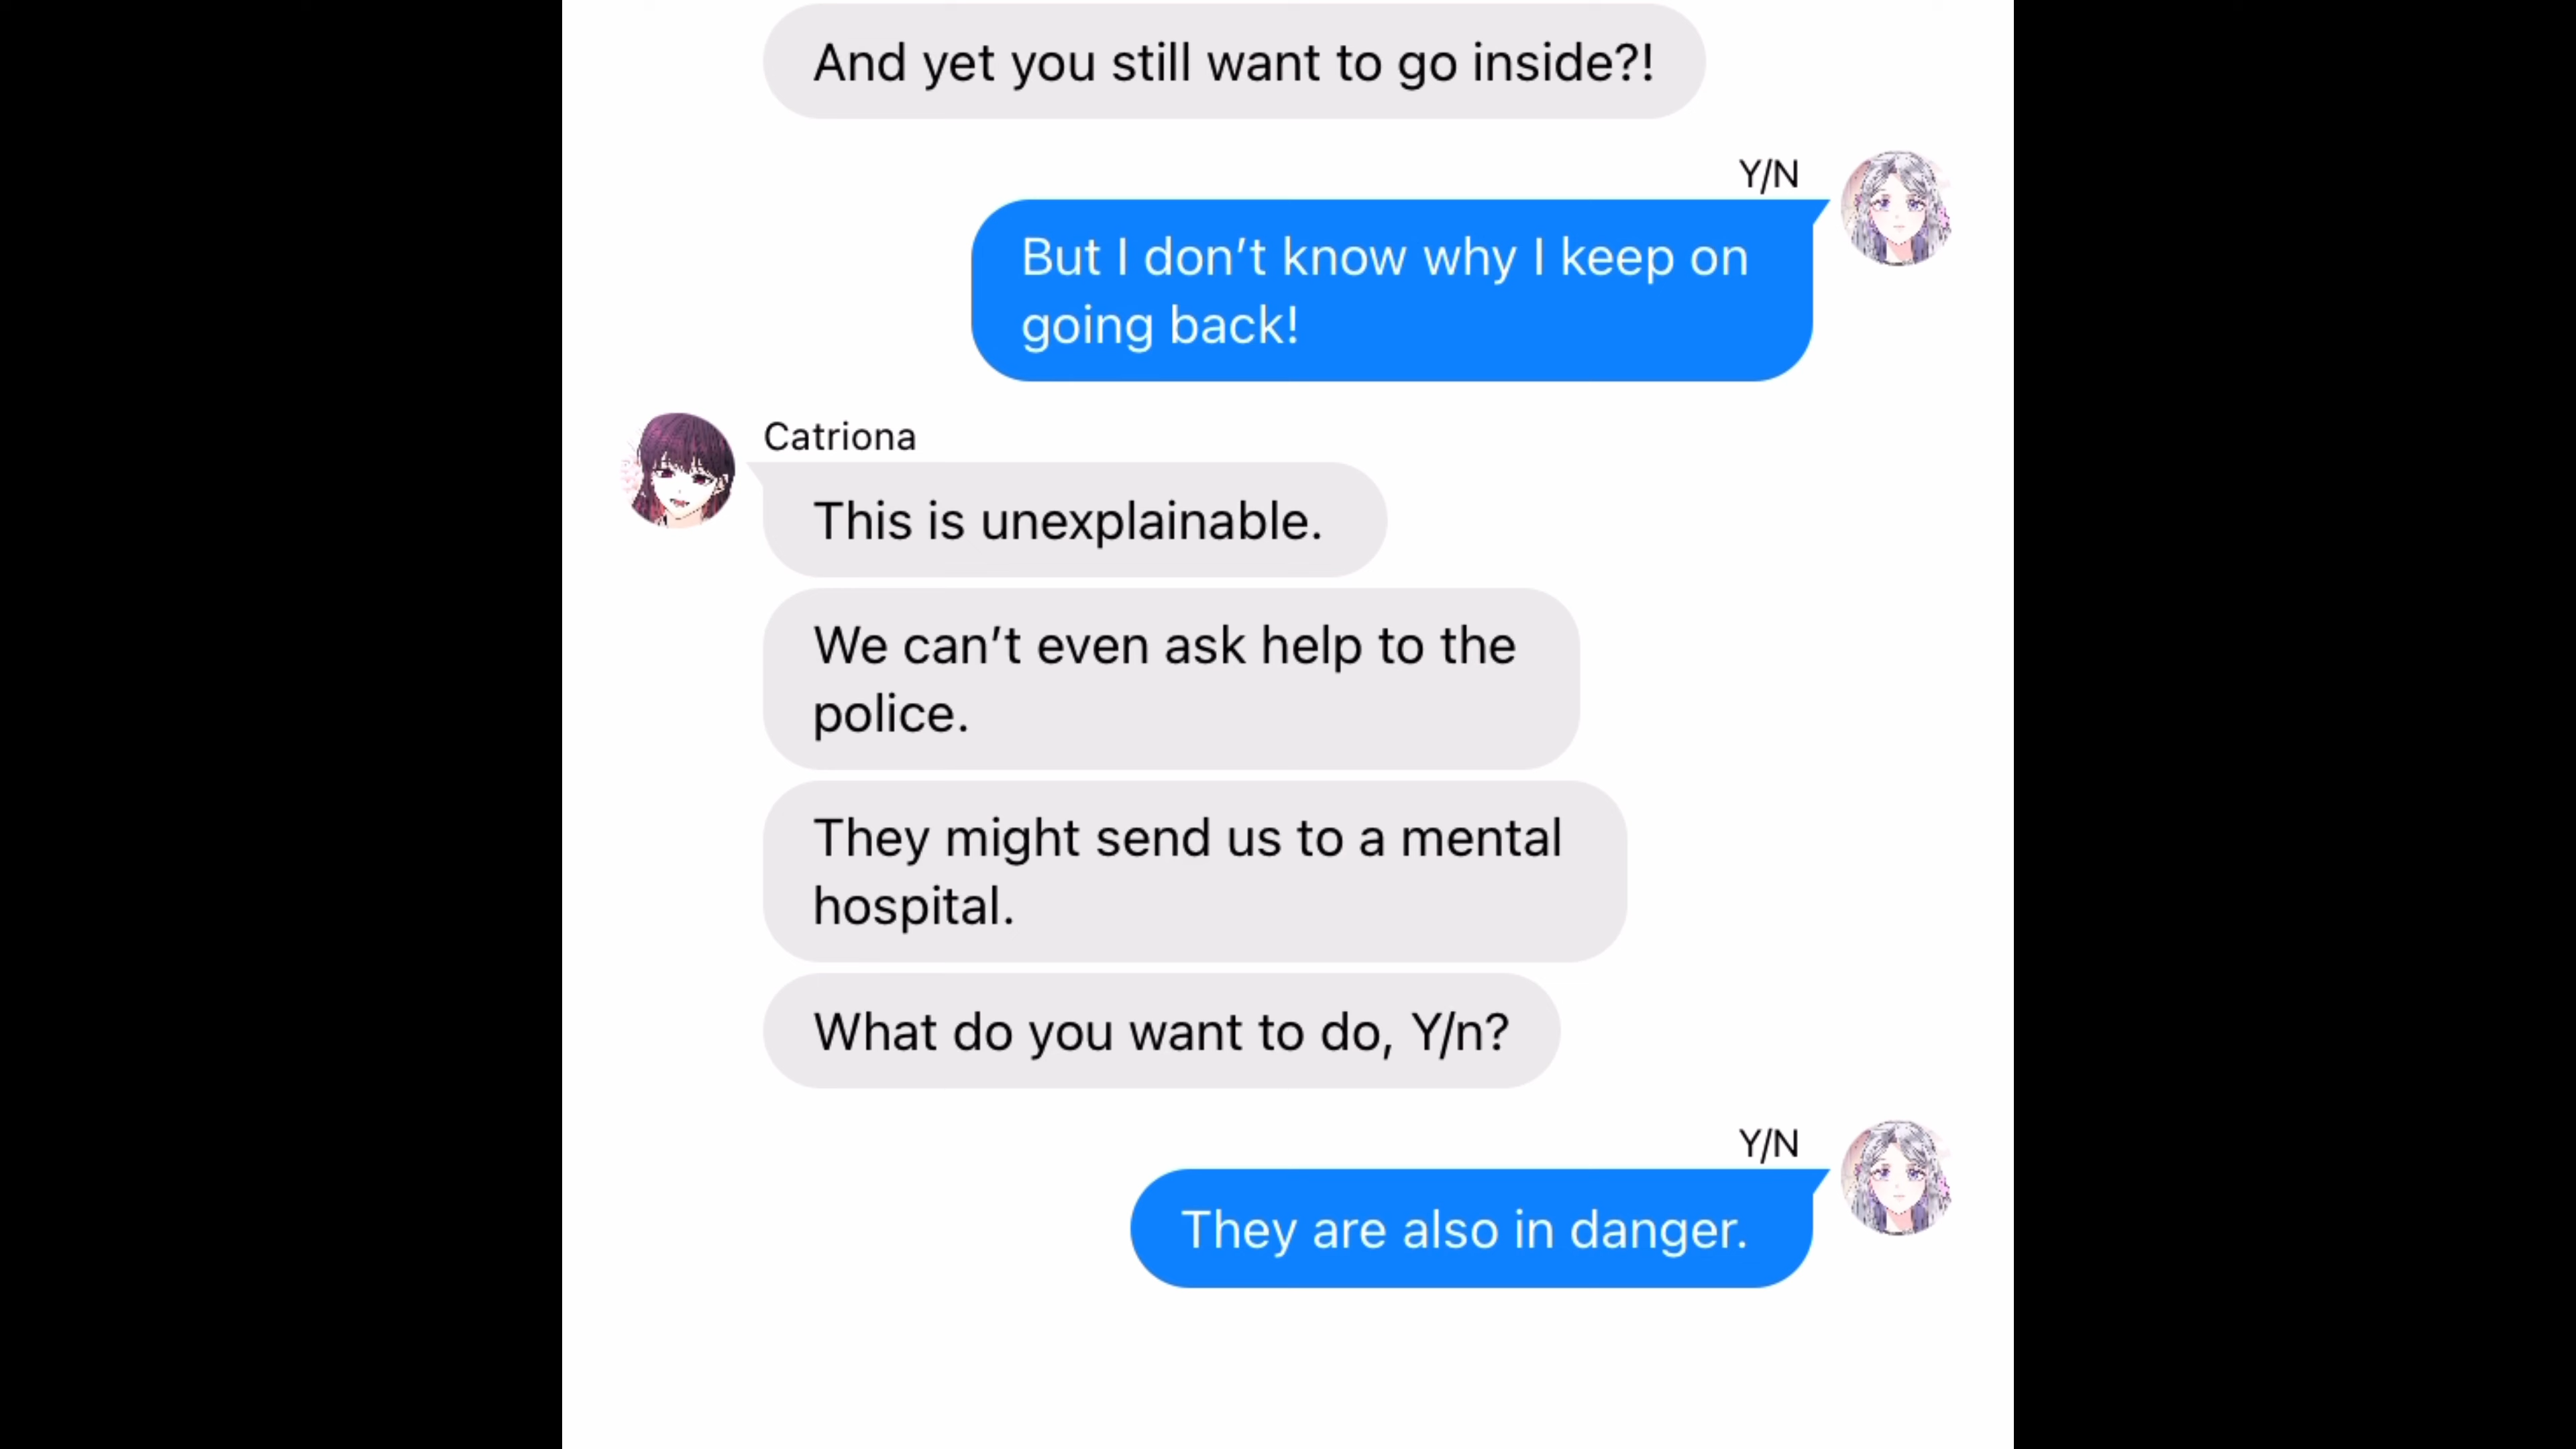 And yet you still want to go inside?!
Y/N
But I don’t know why I keep on
going back!
Catriona
This is unexplainable.
We can’t even ask help to the
police.
They might send us to a mental
hospital.
What do you want to do, Y/n?
Y/N
They are also in danger.